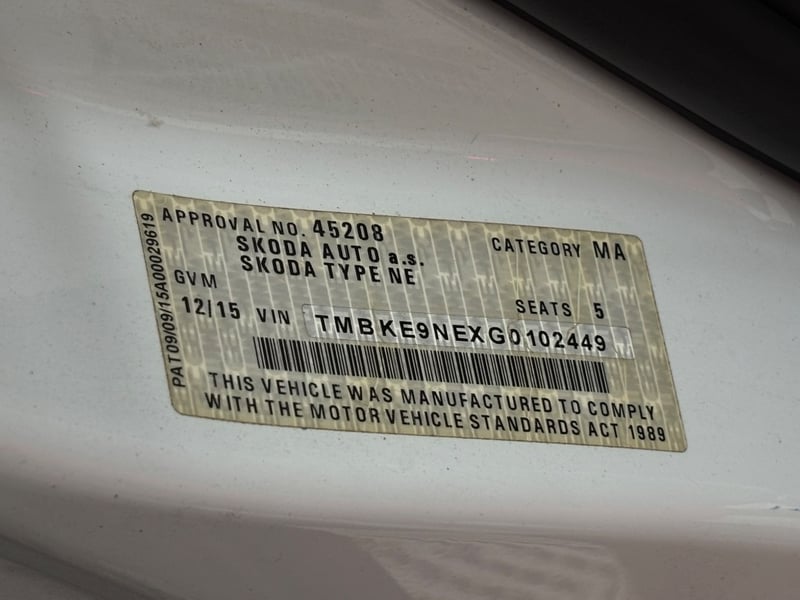 APPROVAL NO. 45208
CATEGORY MA
SKODA AUTO a.s.
SKODA TYPE NE
GVM
SEATS 5
12/15 VIN TMBKE9NEXG0102449
THIS VEHICLE WAS MANUFACTURED TO COMPLY
WITH THE MOTOR VEHICLE STANDARDS ACT 1989
PAT09/09/15A00029619